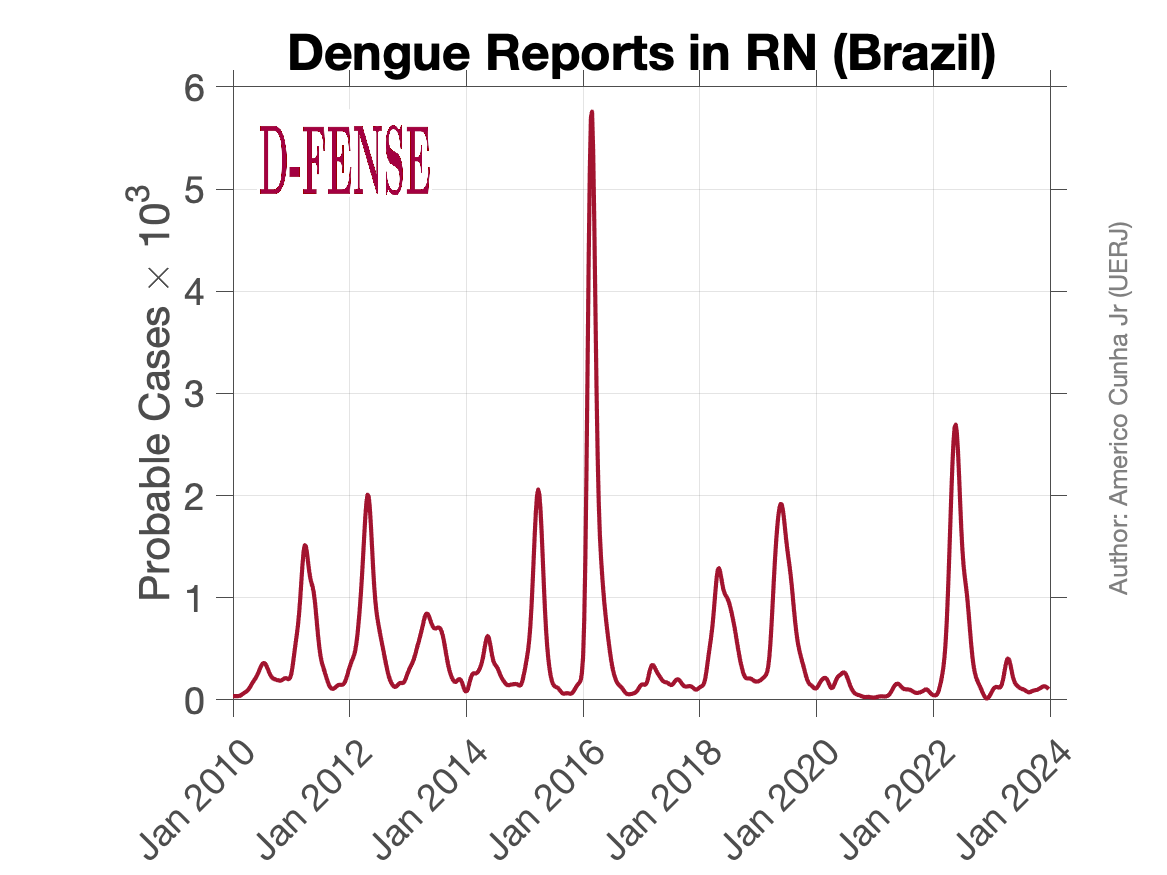 Dengue Reports in RN (Brazil)
D-FENSE
Probable Cases × 10³
6
5
4
3
2
1
0
Jan 2010
Jan 2012
Jan 2014
Jan 2016
Jan 2018
Jan 2020
Jan 2022
Jan 2024
Author: Americo Cunha Jr (UERJ)